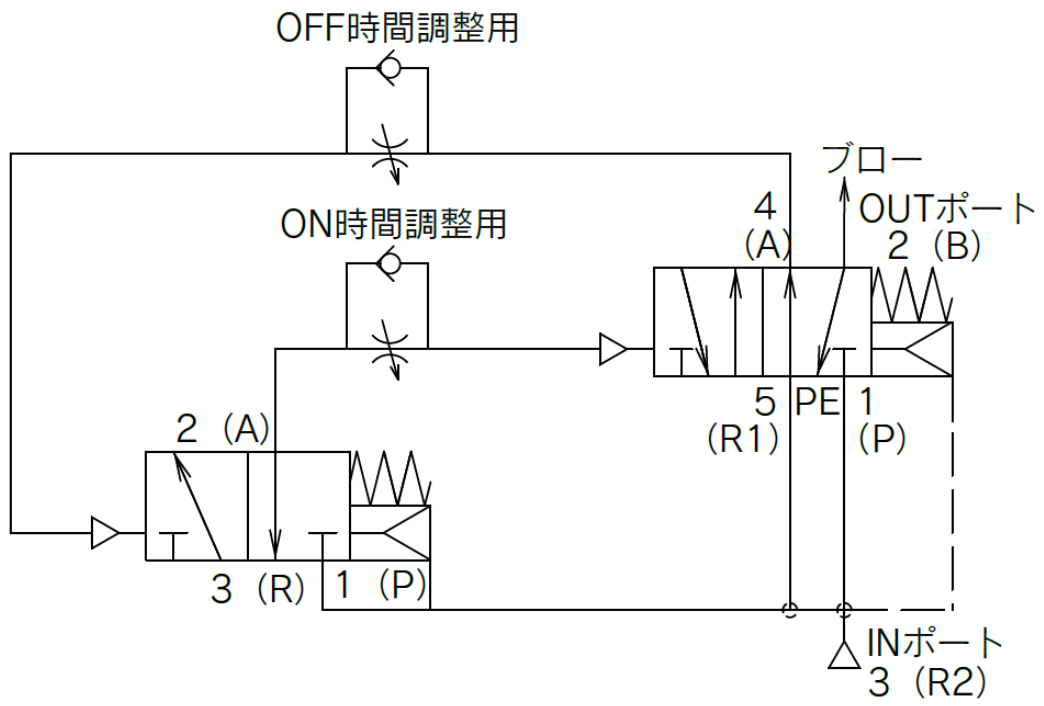 OFF時間調整用
ブロー
4
(A)
OUTポート
2 (B)
ON時間調整用
5
(R1)
PE
1
(P)
2 (A)
3 (R)
1 (P)
INポート
3 (R2)